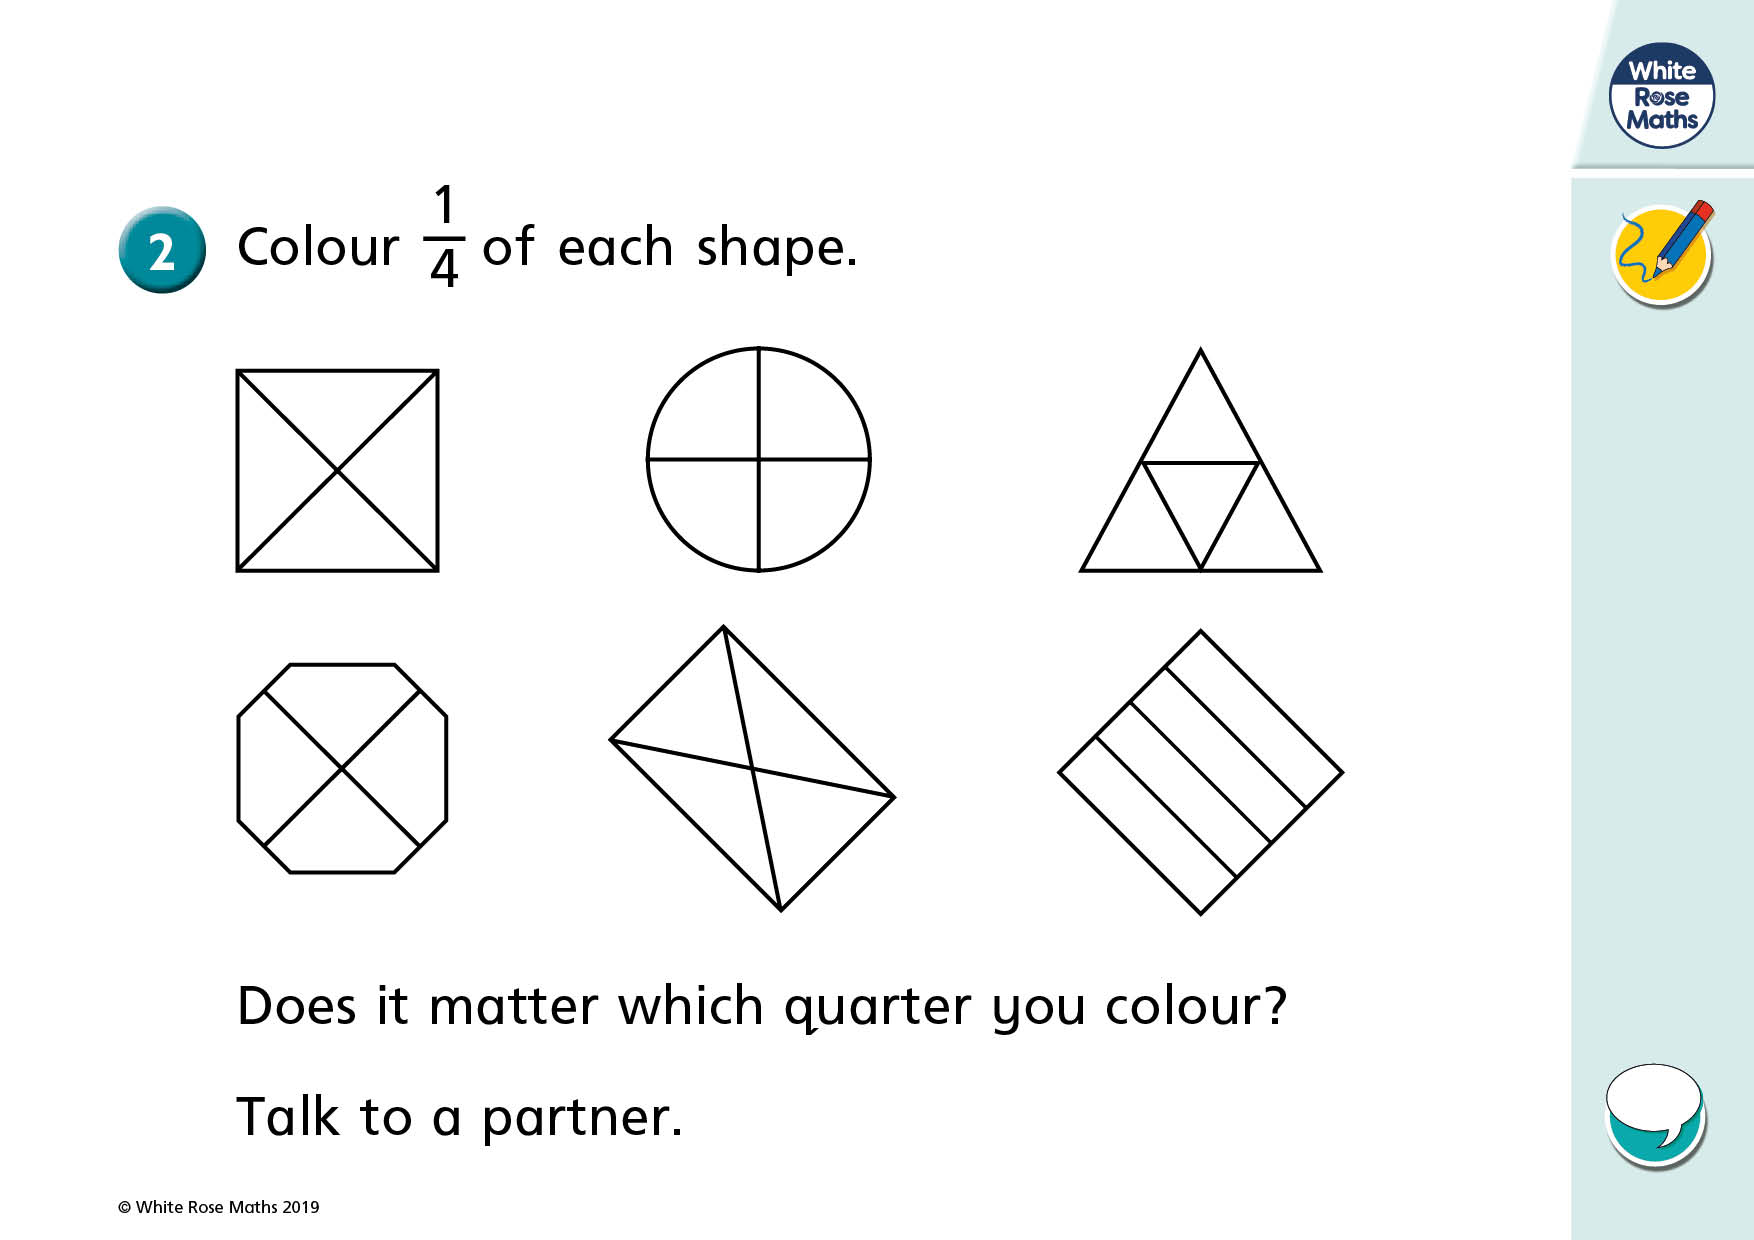 White
Rose
Maths
2 Colour 1/4 of each shape.
Does it matter which quarter you colour?
Talk to a partner.
© White Rose Maths 2019